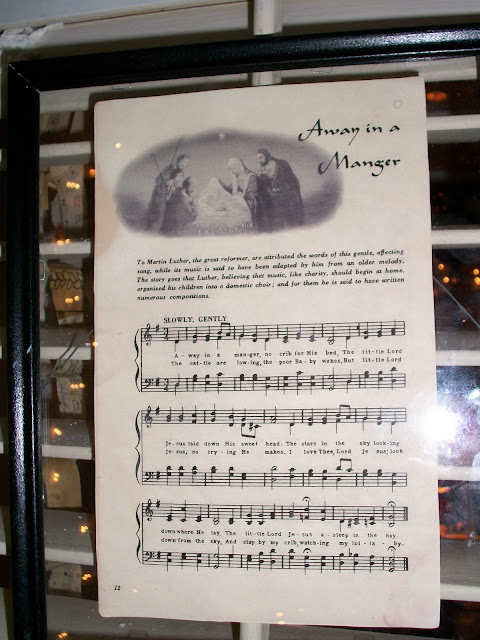 Away in a
Manger
To Martin Luther, the great reformer, are attributed the words of this gentle, affecting
song, while its music is said to have been adapted by him from an older melody.
The story goes that Luther, believing that music, like charity, should begin at home,
organised his children into a domestic choir; and for them he is said to have written
numerous compositions.
SLOWLY, GENTLY
A - way in a man-ger, no crib for His bed, The lit-tle Lord
The cat-tle are low-ing, the poor Ba-by wakes, But lit-tle Lord
Je-sus laid down His sweet head. The stars in the sky look-ing
Je-sus, no cry-ing He makes. I love Thee, Lord Je sus; look
down where He lay, The lit-tle Lord Je-sus a-sleep in the hay.
down from the sky, And stay by my crib, watch-ing my lul-la - by.
12